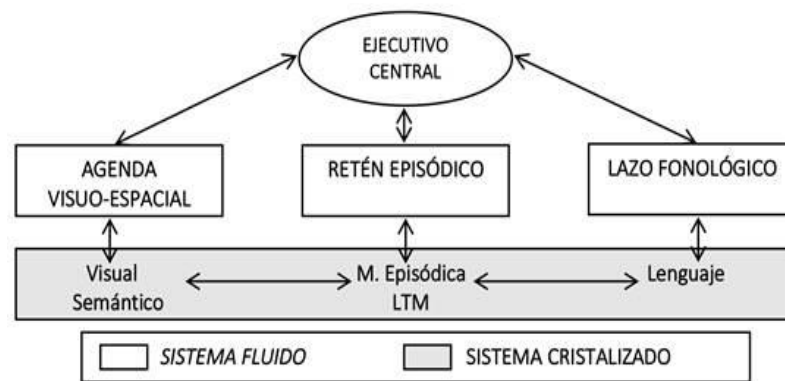 EJECUTIVO
CENTRAL
AGENDA
VISUO-ESPACIAL
RETÉN EPISÓDICO
LAZO FONOLÓGICO
Visual
Semántico
M. Episódica
LTM
Lenguaje
SISTEMA FLUIDO
SISTEMA CRISTALIZADO